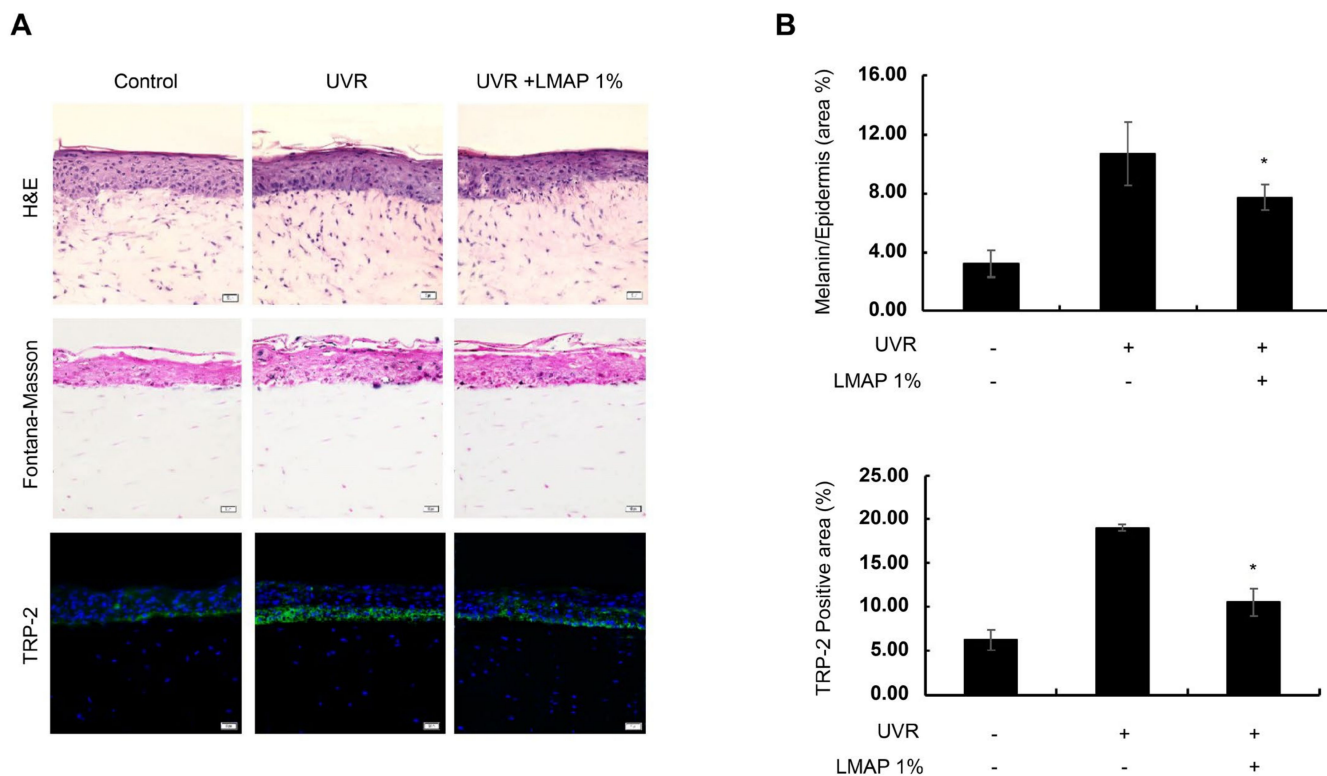 A
Control UVR UVR +LMAP 1%
H&E
Fontana-Masson
TRP-2
B
Melanin/Epidermis (area %)
16.00
12.00
8.00
4.00
0.00
*
UVR - + +
LMAP 1% - - +
TRP-2 Positive area (%)
25.00
20.00
15.00
10.00
5.00
0.00
*
UVR - + +
LMAP 1% - - +